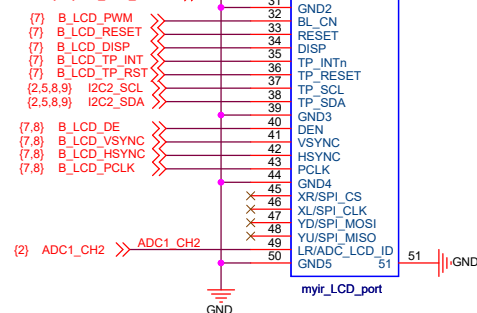 31 GND2
{7} B_LCD_PWM 32 BL_CN
{7} B_LCD_RESET 33 RESET
{7} B_LCD_DISP 34 DISP
{7} B_LCD_TP_INT 35 TP_INTn
{7} B_LCD_TP_RST 36 TP_RESET
{2,5,8,9} I2C2_SCL 37 TP_SCL
{2,5,8,9} I2C2_SDA 38 TP_SDA
39 GND3
{7,8} B_LCD_DE 40 DEN
{7,8} B_LCD_VSYNC 41 VSYNC
{7,8} B_LCD_HSYNC 42 HSYNC
{7,8} B_LCD_PCLK 43 PCLK
44 GND4
45 XR/SPI_CS
46 XL/SPI_CLK
47 YD/SPI_MOSI
48 YU/SPI_MISO
{2} ADC1_CH2 ADC1_CH2 49 LR/ADC_LCD_ID
50 GND5 51 51 GND
myir_LCD_port
GND